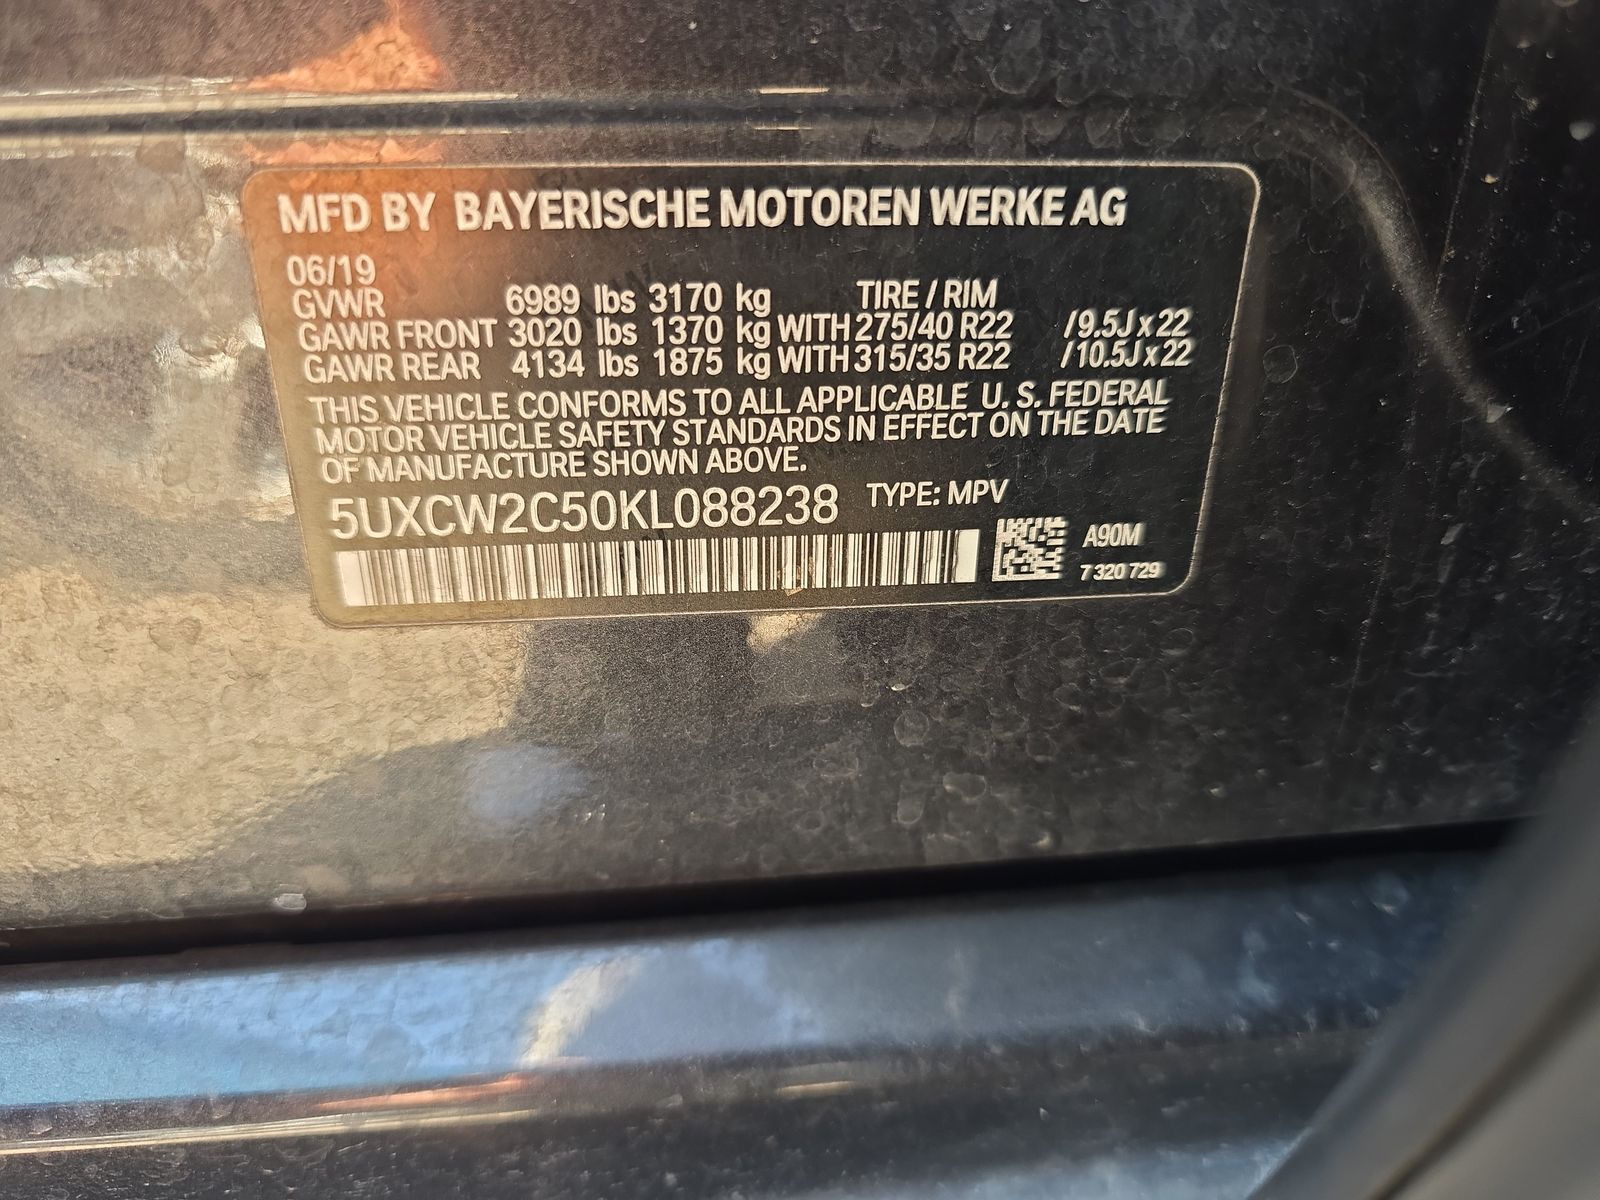 MFD BY BAYERISCHE MOTOREN WERKE AG
06/19
GVWR 6989 lbs 3170 kg TIRE / RIM
GAWR FRONT 3020 lbs 1370 kg WITH 275/40 R22 / 9.5J x 22
GAWR REAR 4134 lbs 1875 kg WITH 315/35 R22 / 10.5J x 22
THIS VEHICLE CONFORMS TO ALL APPLICABLE U. S. FEDERAL
MOTOR VEHICLE SAFETY STANDARDS IN EFFECT ON THE DATE
OF MANUFACTURE SHOWN ABOVE.
5UXCW2C50KL088238 TYPE: MPV
A90M
7 320 729